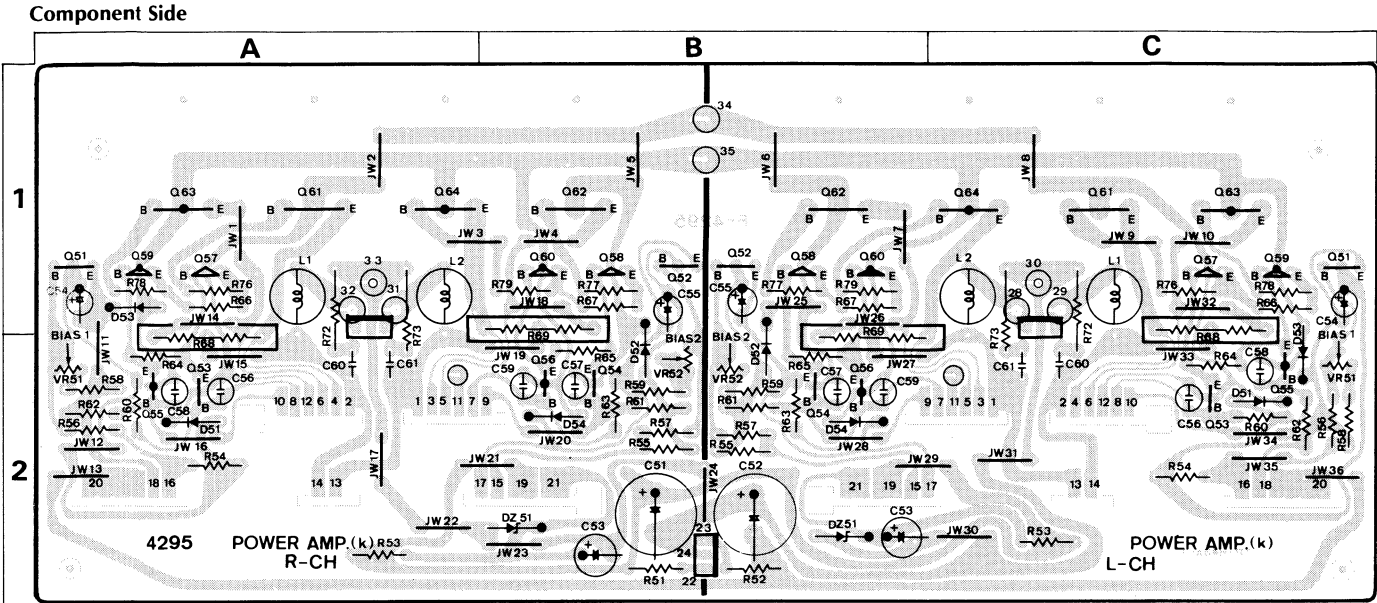 Component Side
A B C
34
35
JW2 JW5 JW6 JW8
1
Q63 Q61 Q64 Q62 Q62 Q64 Q61 Q63
B E B E B E B E B E B E B E B E
F-4295
JW1 JW3 JW4 JW7 JW9 JW10
Q51 Q59 Q57 L1 33 L2 Q60 Q58 Q52 Q52 Q58 Q60 L2 30 L1 Q57 Q59 Q51
B E B E B E B E B E B E B E B E B E B E B E B E
C54 R78 R76 32 31 R79 R77 C55 C55 R77 R79 28 29 R76 R78 C54
D53 R66 JW18 R67 JW25 R67 JW32 R66
JW14 R72 R73 JW26 R73 R72 D53
BIAS 1 R68 R69 BIAS2 BIAS 2 R69 R68 BIAS 1
JW11 R64 JW15 C60 C61 JW19 Q56 R65 D52 D52 R65 JW27 C61 C60 JW33 R64 C58
VR51 R58 Q53 C56 C59 C57 Q54 VR52 VR52 C57 Q56 C59 Q55 VR51
E B E B E B E B E B
R62 R60 Q55 C58 10 8 12 6 4 2 1 3 5 11 7 9 R63 R59 R61 R59 R61 R63 Q54 9 7 11 5 3 1 2 4 6 12 8 10 D51
R56 D51 D54 R57 R57 D54 C56 Q53 R60 R62 R56 R58
JW12 JW16 JW20 R55 R55 JW28 JW34
2
JW13 R54 JW17 JW21 C51 JW24 C52 JW29 JW31 R54 JW35 JW36
20 18 16 14 13 17 15 19 21 21 19 15 17 13 14 16 18 20
JW22 DZ51 C53 23 DZ51 C53 JW30 R53
4295 POWER AMP.(k) R53 JW23 24 POWER AMP.(k)
R-CH R51 22 R52 L-CH